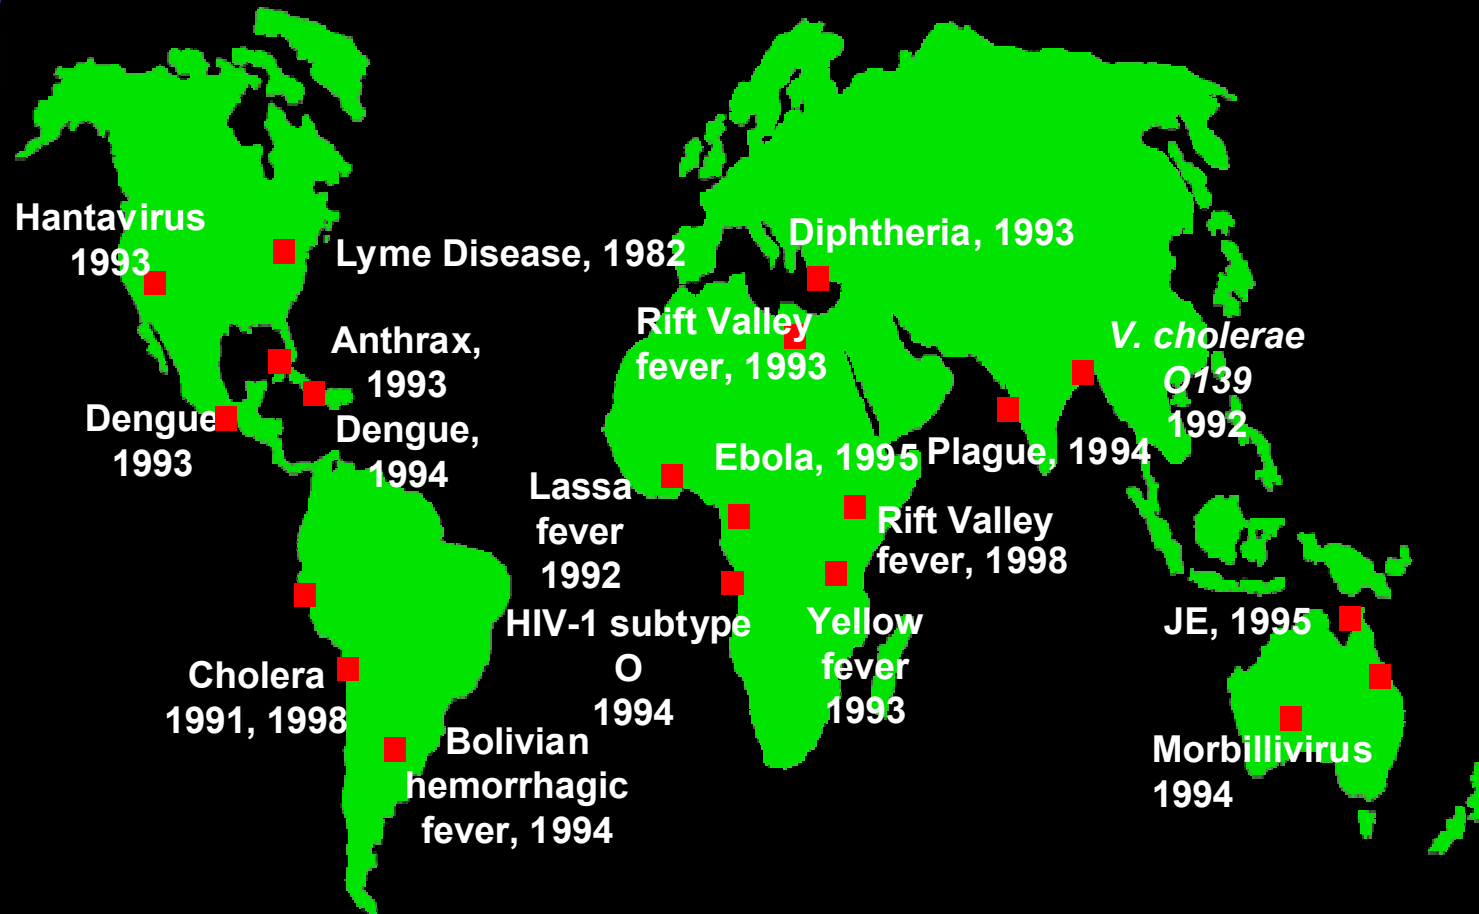 Hantavirus
1993
Lyme Disease, 1982
Diphtheria, 1993
Anthrax,
1993
Rift Valley
fever, 1993
V. cholerae
O139
1992
Dengue
1993
Dengue,
1994
Ebola, 1995
Plague, 1994
Lassa
fever
1992
Rift Valley
fever, 1998
HIV-1 subtype
O
1994
Yellow
fever
1993
JE, 1995
Cholera
1991, 1998
Bolivian
hemorrhagic
fever, 1994
Morbillivirus
1994